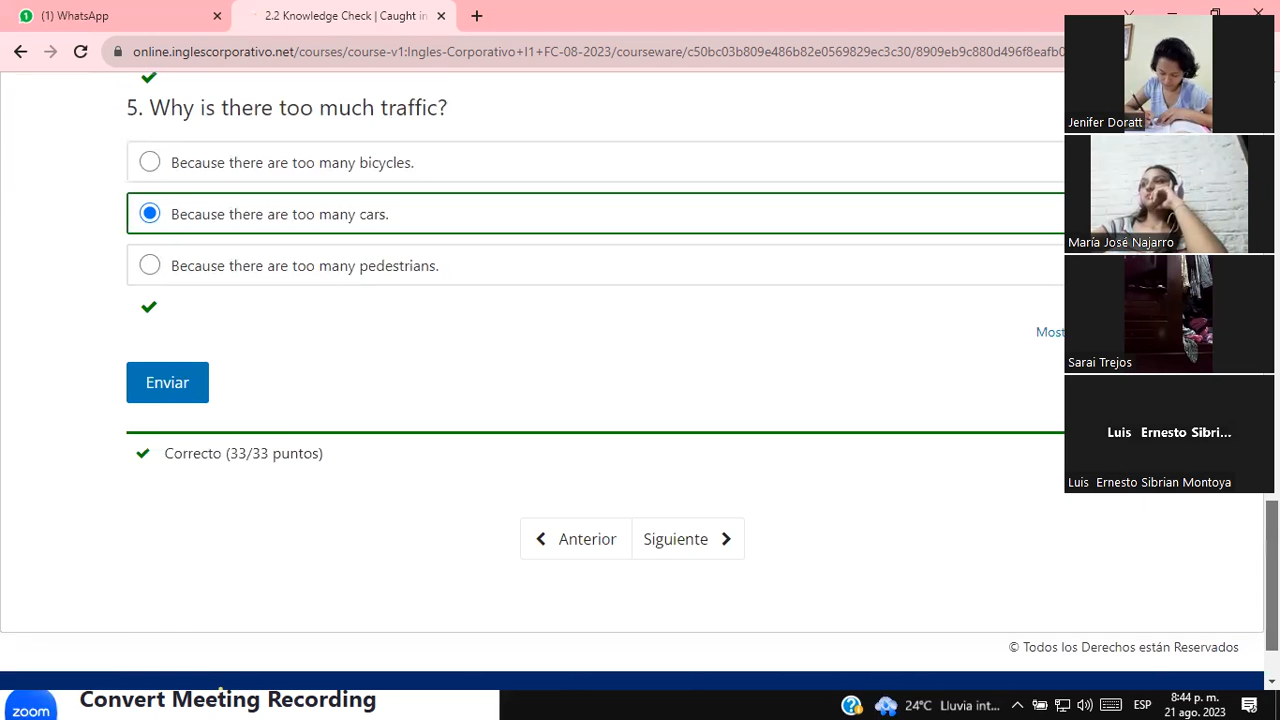 (1) WhatsApp
2.2 Knowledge Check | Caught in
online.inglescorporativo.net/courses/course-v1:Ingles-Corporativo+I1+FC-08-2023/courseware/c50bc03b809e486b82e0569829ec3c30/8909eb9c880d496f8eafb0
5. Why is there too much traffic?
Because there are too many bicycles.
Because there are too many cars.
Because there are too many pedestrians.
Most
Enviar
Correcto (33/33 puntos)
Anterior
Siguiente
© Todos los Derechos están Reservados
Jenifer Doratt
María José Najarro
Sarai Trejos
Luis Ernesto Sibri...
Luis Ernesto Sibrian Montoya
zoom
Convert Meeting Recording
24°C Lluvia int...
ESP
8:44 p. m.
21 ago. 2023